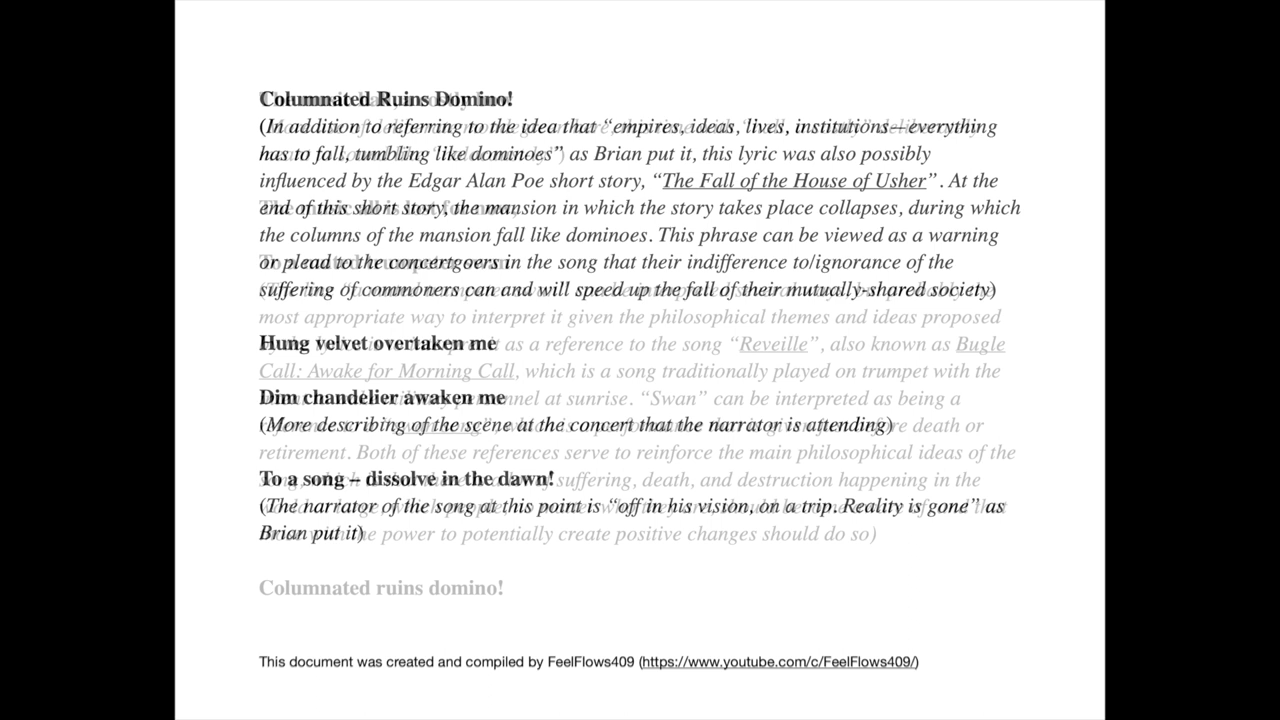 Columnated Ruins Domino!
(In addition to referring to the idea that “empires, ideas, lives, institutions—everything
has to fall, tumbling like dominoes” as Brian put it, this lyric was also possibly
influenced by the Edgar Alan Poe short story, “The Fall of the House of Usher”. At the
end of this short story, the mansion in which the story takes place collapses, during which
the columns of the mansion fall like dominoes. This phrase can be viewed as a warning
or plead to the concertgoers in the song that their indifference to/ignorance of the
suffering of commoners can and will speed up the fall of their mutually-shared society)
most appropriate way to interpret it given the philosophical themes and ideas proposed
Hung velvet overtaken me
as a reference to the song “Reveille”, also known as Bugle
Call: Awake for Morning Call, which is a song traditionally played on trumpet with the
Dim chandelier awaken me
at sunrise. “Swan” can be interpreted as being a
(More describing of the scene at the concert that the narrator is attending)
death or
retirement. Both of these references serve to reinforce the main philosophical ideas of the
To a song – dissolve in the dawn!
suffering, death, and destruction happening in the
(The narrator of the song at this point is “off in his vision, on a trip. Reality is gone” as
Brian put it)
power to potentially create positive changes should do so)
Columnated ruins domino!
This document was created and compiled by FeelFlows409 (https://www.youtube.com/c/FeelFlows409/)